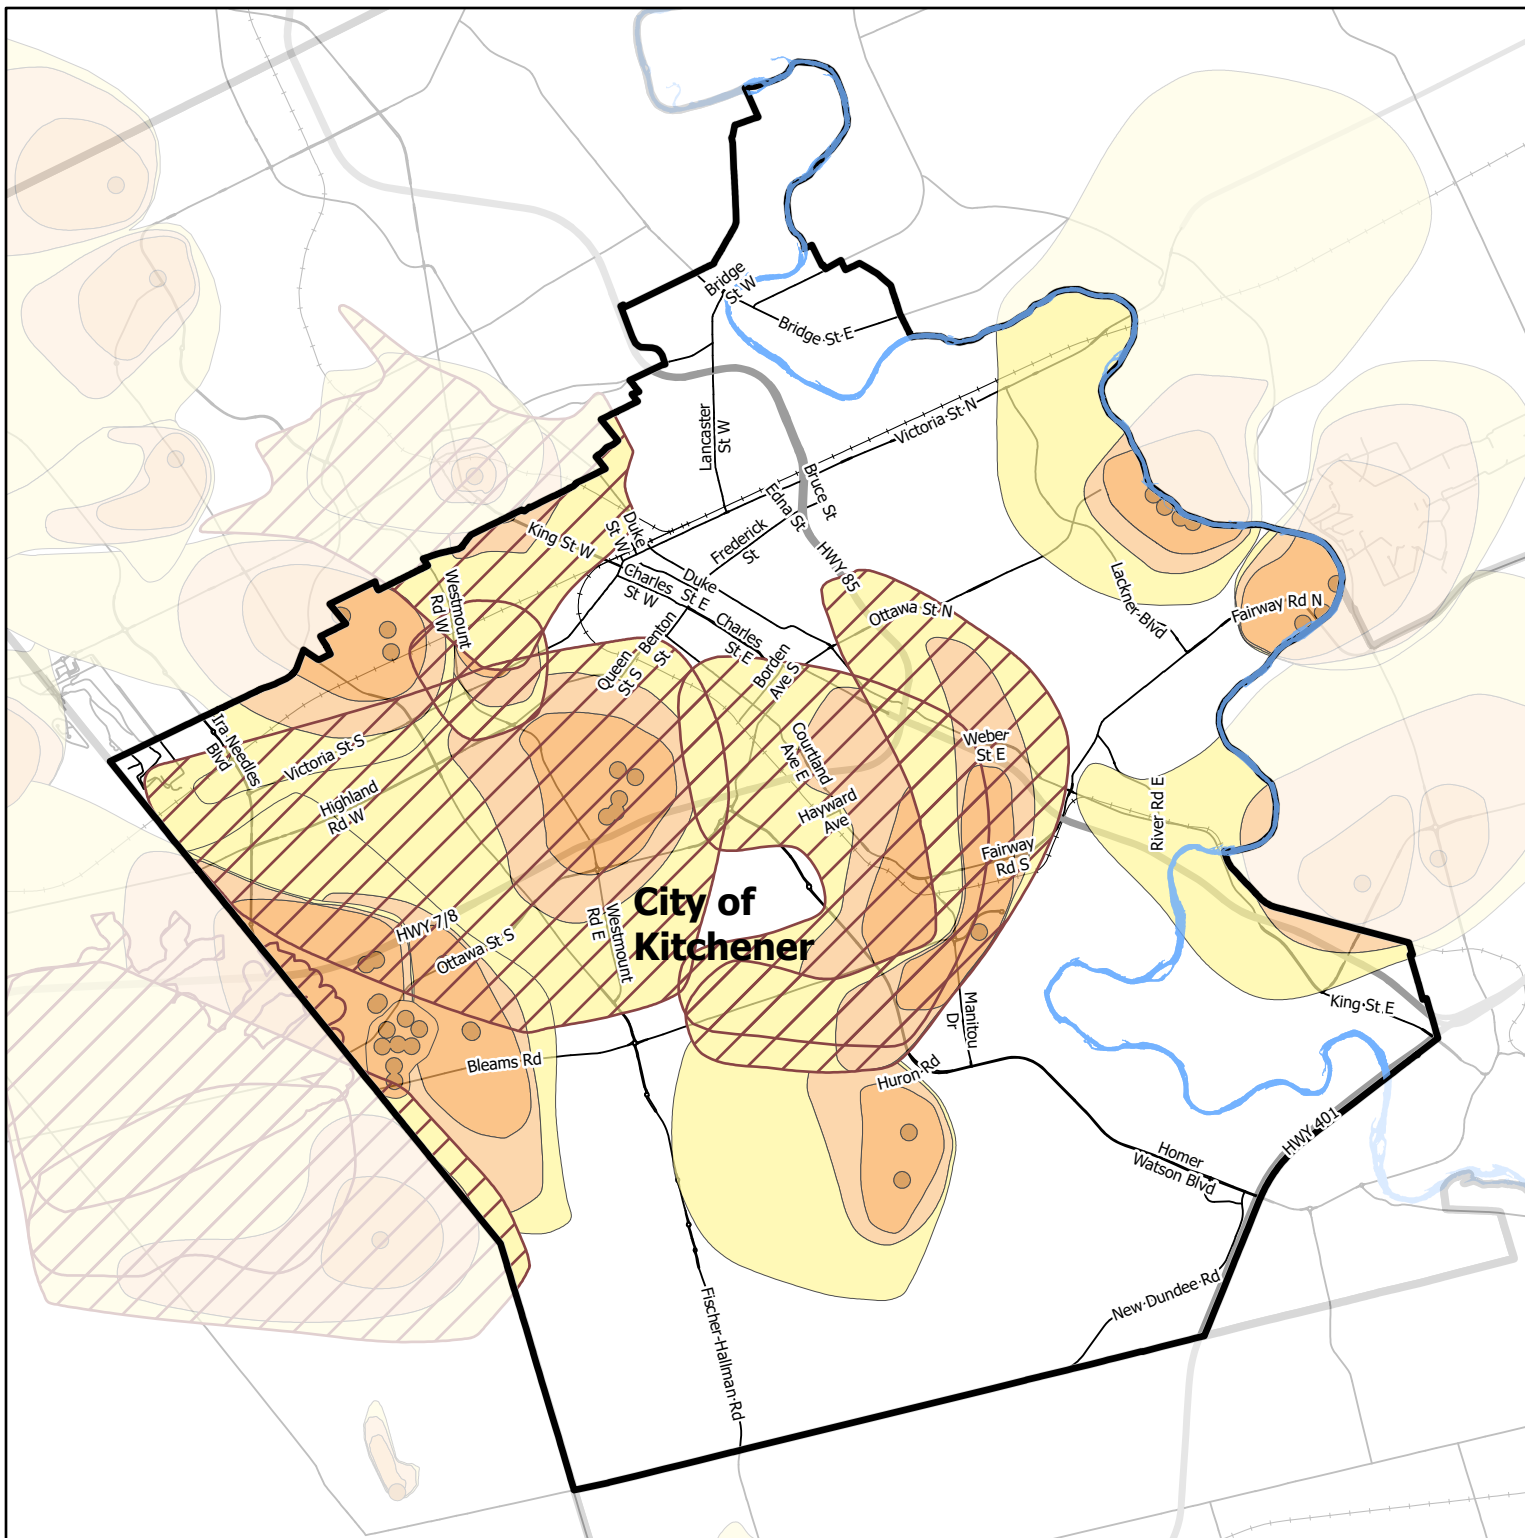 Bridge
St W
Bridge St E
Lancaster
St W
Victoria St N
Bruce St
Edna St
Duke
St W
King St W
Frederick
St
HWY 85
Charles
St W
Duke
St E
Westmount
Rd W
Charles
St E
Benton
St
Queen
St S
Borden
Ave S
Ottawa St N
Lackner Blvd
Fairway Rd N
Ira Needles
Blvd
Victoria St S
Highland
Rd W
Courtland
Ave E
Weber
St E
Hayward
Ave
River Rd E
Fairway
Rd S
City of
Kitchener
HWY 7/8
Ottawa St S
Westmount
Rd E
Manitou
Dr
King St E
Bleams Rd
Huron Rd
HWY 401
Homer
Watson Blvd
New Dundee Rd
Fischer-Hallman Rd